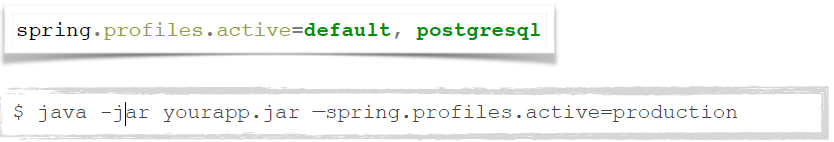 spring.profiles.active=default, postgresql
$ java -jar yourapp.jar —spring.profiles.active=production